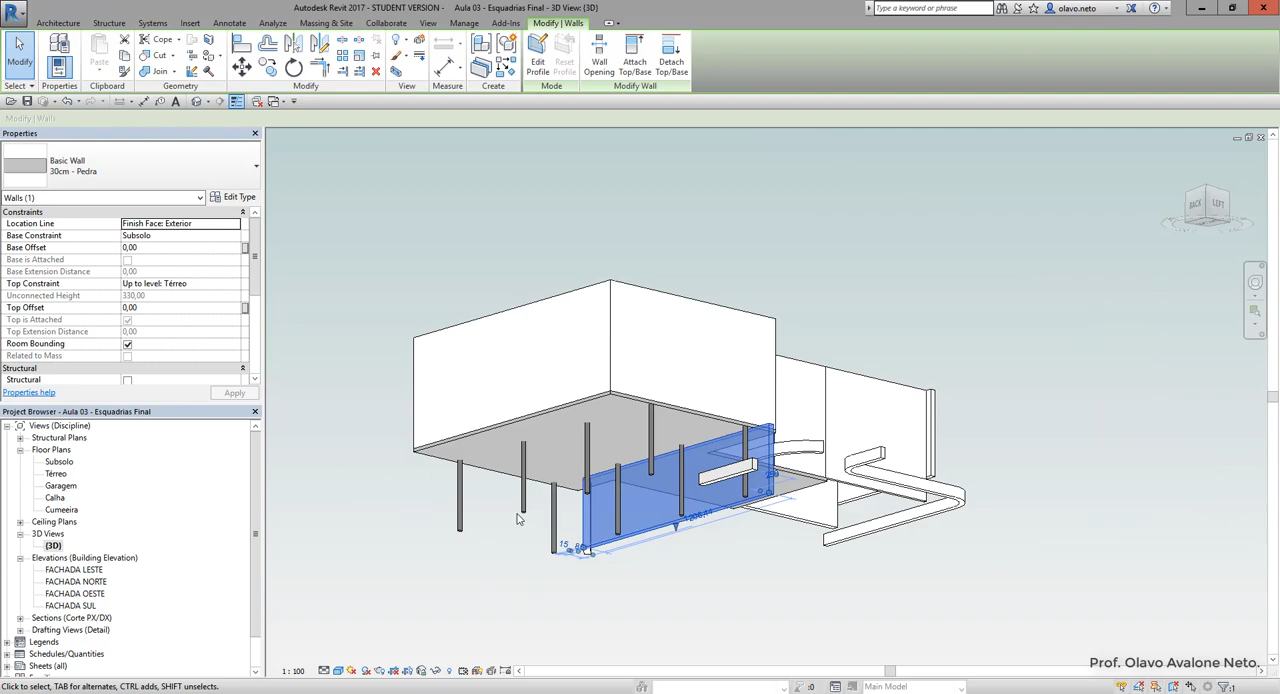 Autodesk Revit 2017 - STUDENT VERSION - Aula 03 - Esquadrias Final - 3D View: {3D}
Type a keyword or phrase
olavo.neto
Architecture Structure Systems Insert Annotate Analyze Massing & Site Collaborate View Manage Add-Ins Modify | Walls
Modify
Paste
Cope
Cut
Join
Edit Profile
Reset Profile
Wall Opening
Attach Top/Base
Detach Top/Base
Select Properties Clipboard Geometry Modify View Measure Create Mode Modify Wall
Modify | Walls
Properties
Basic Wall
30cm - Pedra
Walls (1)
Edit Type
Constraints
Location Line Finish Face: Exterior
Base Constraint Subsolo
Base Offset 0,00
Base is Attached
Base Extension Distance 0,00
Top Constraint Up to level: Térreo
Unconnected Height 330,00
Top Offset 0,00
Top is Attached
Top Extension Distance 0,00
Room Bounding
Related to Mass
Structural
Structural
Properties help
Apply
Project Browser - Aula 03 - Esquadrias Final
Views (Discipline)
Structural Plans
Floor Plans
Subsolo
Térreo
Garagem
Calha
Cumeeira
Ceiling Plans
3D Views
{3D}
Elevations (Building Elevation)
FACHADA LESTE
FACHADA NORTE
FACHADA OESTE
FACHADA SUL
Sections (Corte PX/DX)
Drafting Views (Detail)
Legends
Schedules/Quantities
Sheets (all)
BACK LEFT
15
1 : 100
Prof. Olavo Avalone Neto.
Click to select, TAB for alternates, CTRL adds, SHIFT unselects.
:0
Main Model
:1